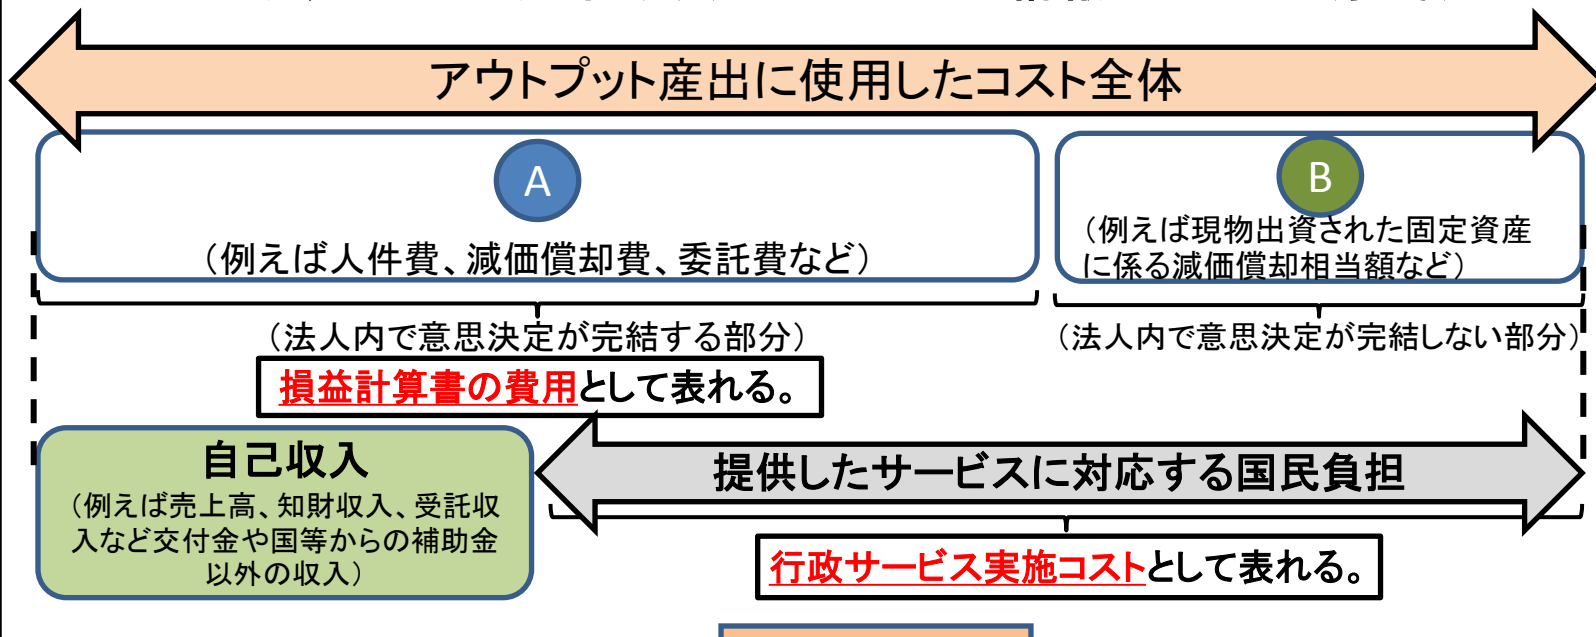 アウトプット産出に使用したコスト全体
A
(例えば人件費、減価償却費、委託費など)
B
(例えば現物出資された固定資産
に係る減価償却相当額など)
(法人内で意思決定が完結する部分)
(法人内で意思決定が完結しない部分)
損益計算書の費用として表れる。
自己収入
(例えば売上高、知財収入、受託収
入など交付金や国等からの補助金
以外の収入)
提供したサービスに対応する国民負担
行政サービス実施コストとして表れる。